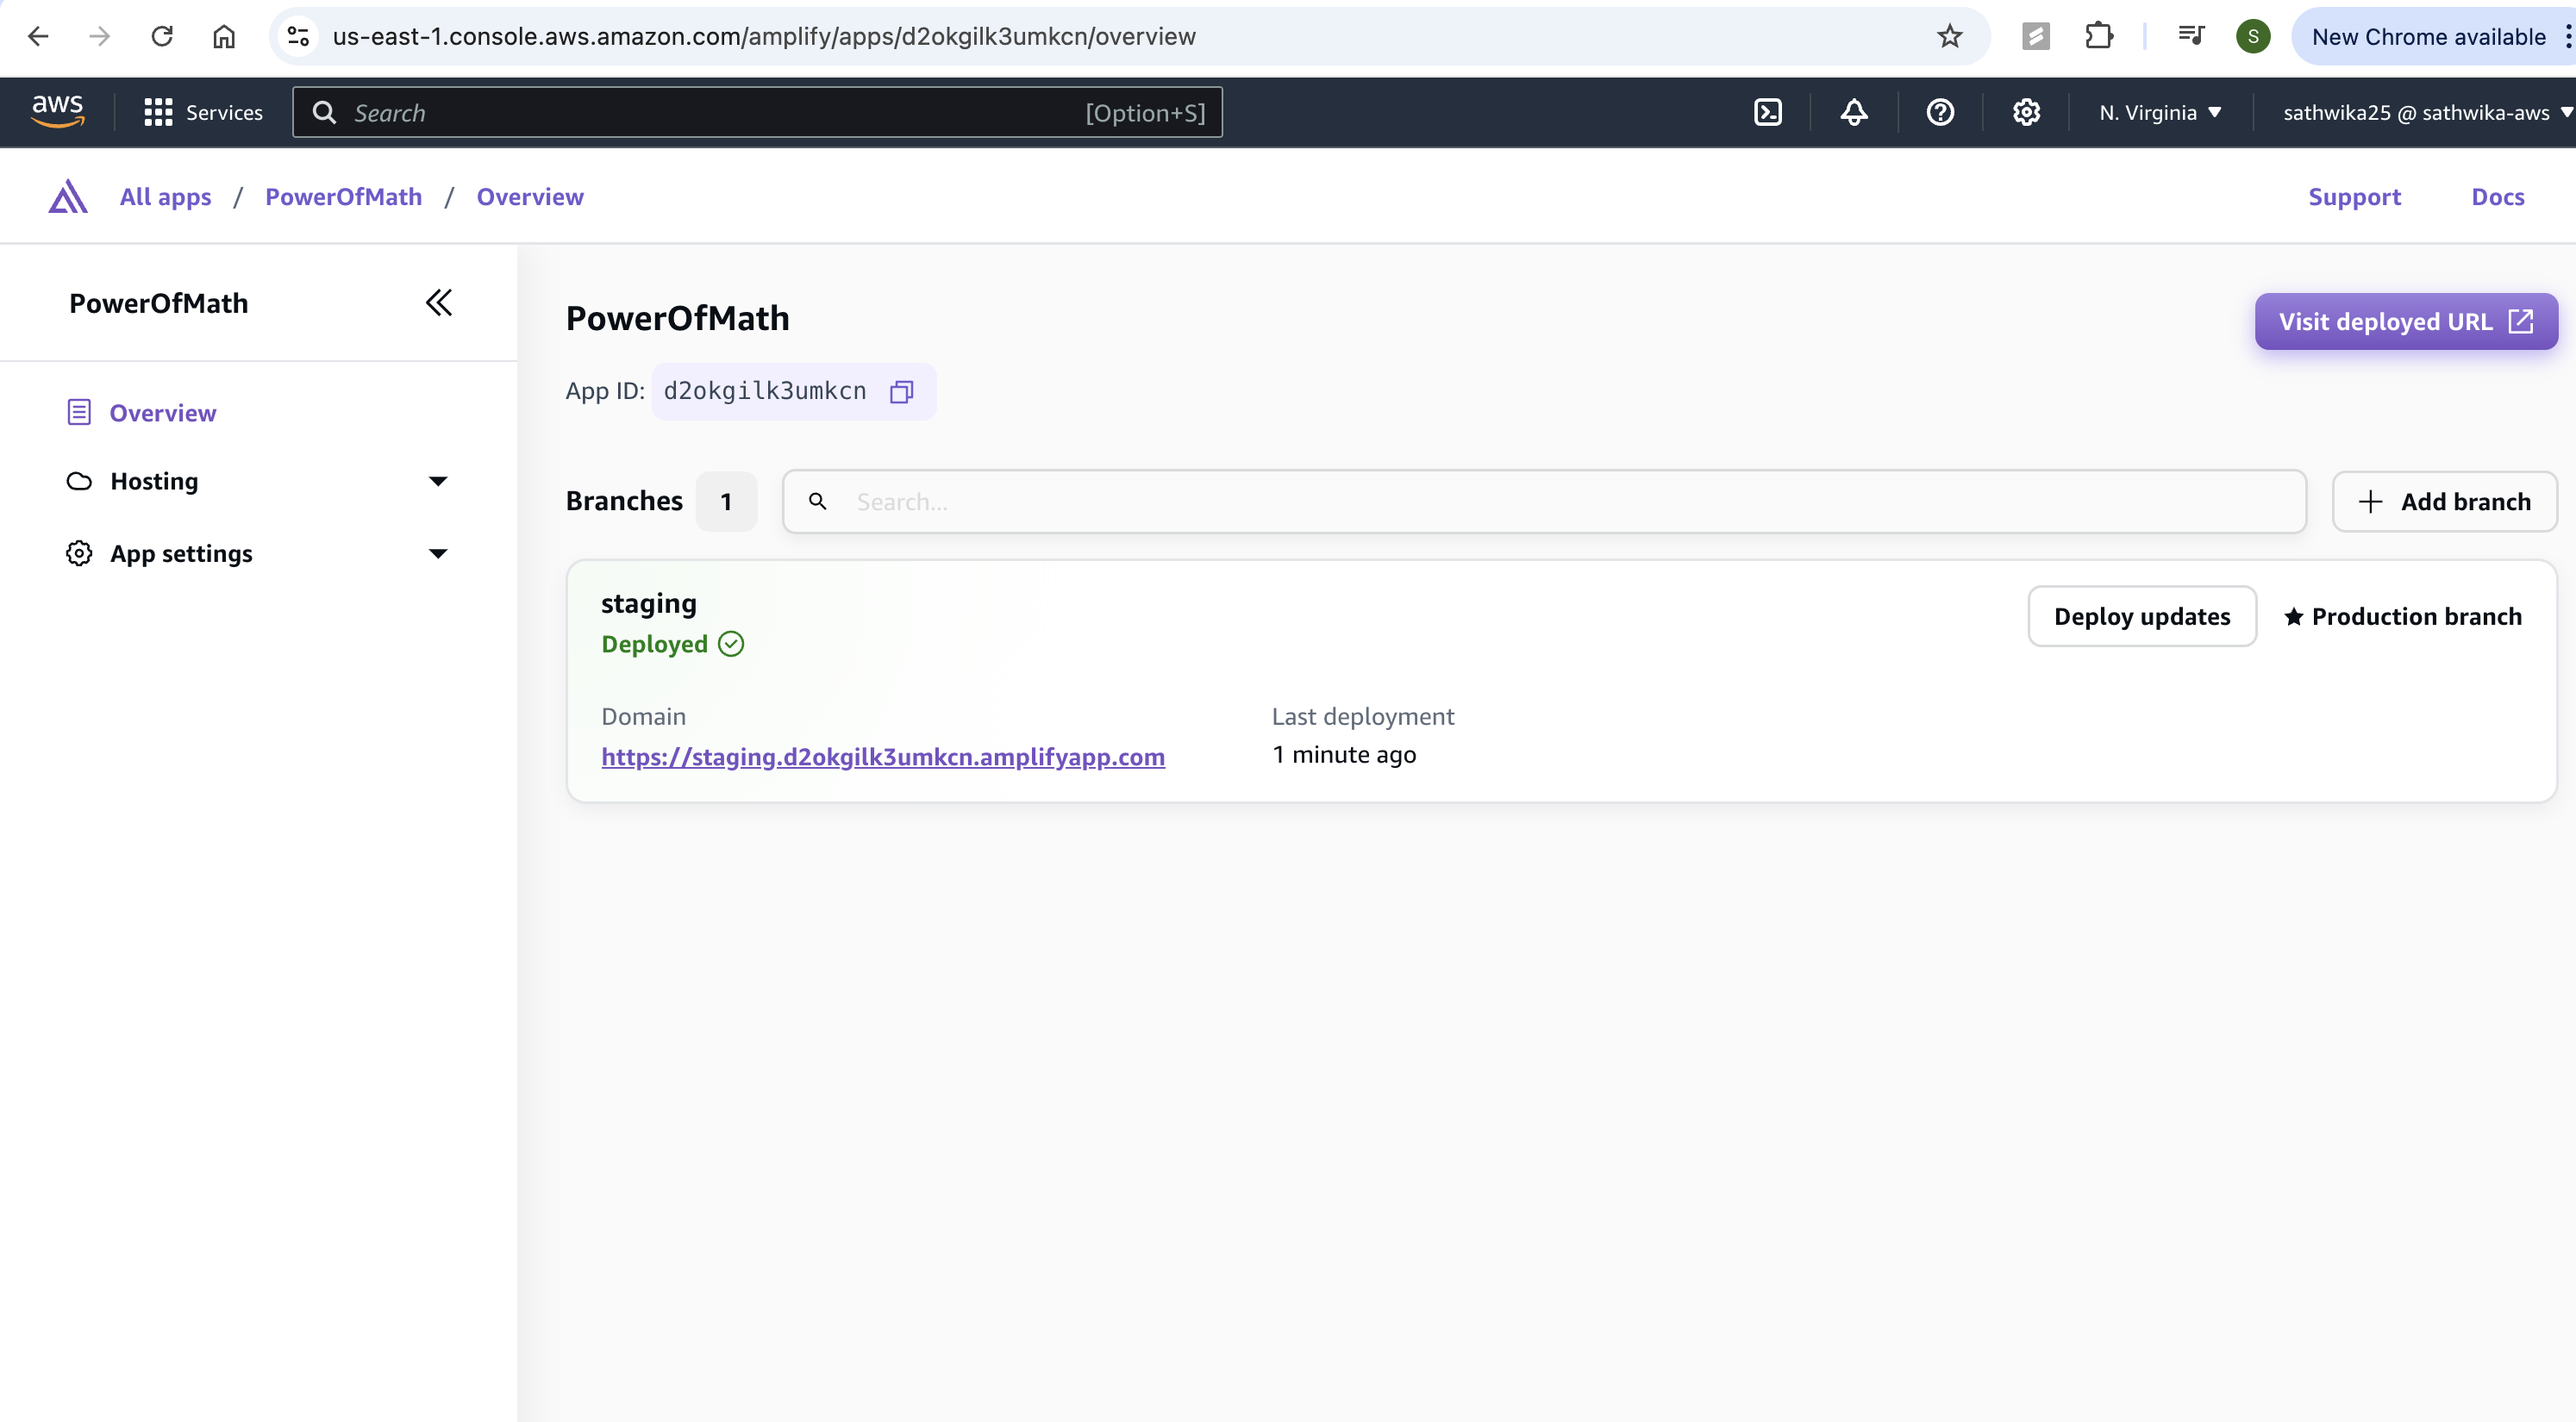 us-east-1.console.aws.amazon.com/amplify/apps/d2okgilk3umkcn/overview
S
New Chrome available
aws
Services
Search
[Option+S]
N. Virginia
sathwika25 @ sathwika-aws
All apps / PowerOfMath / Overview
Support
Docs
PowerOfMath
Overview
Hosting
App settings
PowerOfMath
Visit deployed URL
App ID: d2okgilk3umkcn
Branches 1
Search...
Add branch
staging
Deployed
Deploy updates
Production branch
Domain
https://staging.d2okgilk3umkcn.amplifyapp.com
Last deployment
1 minute ago